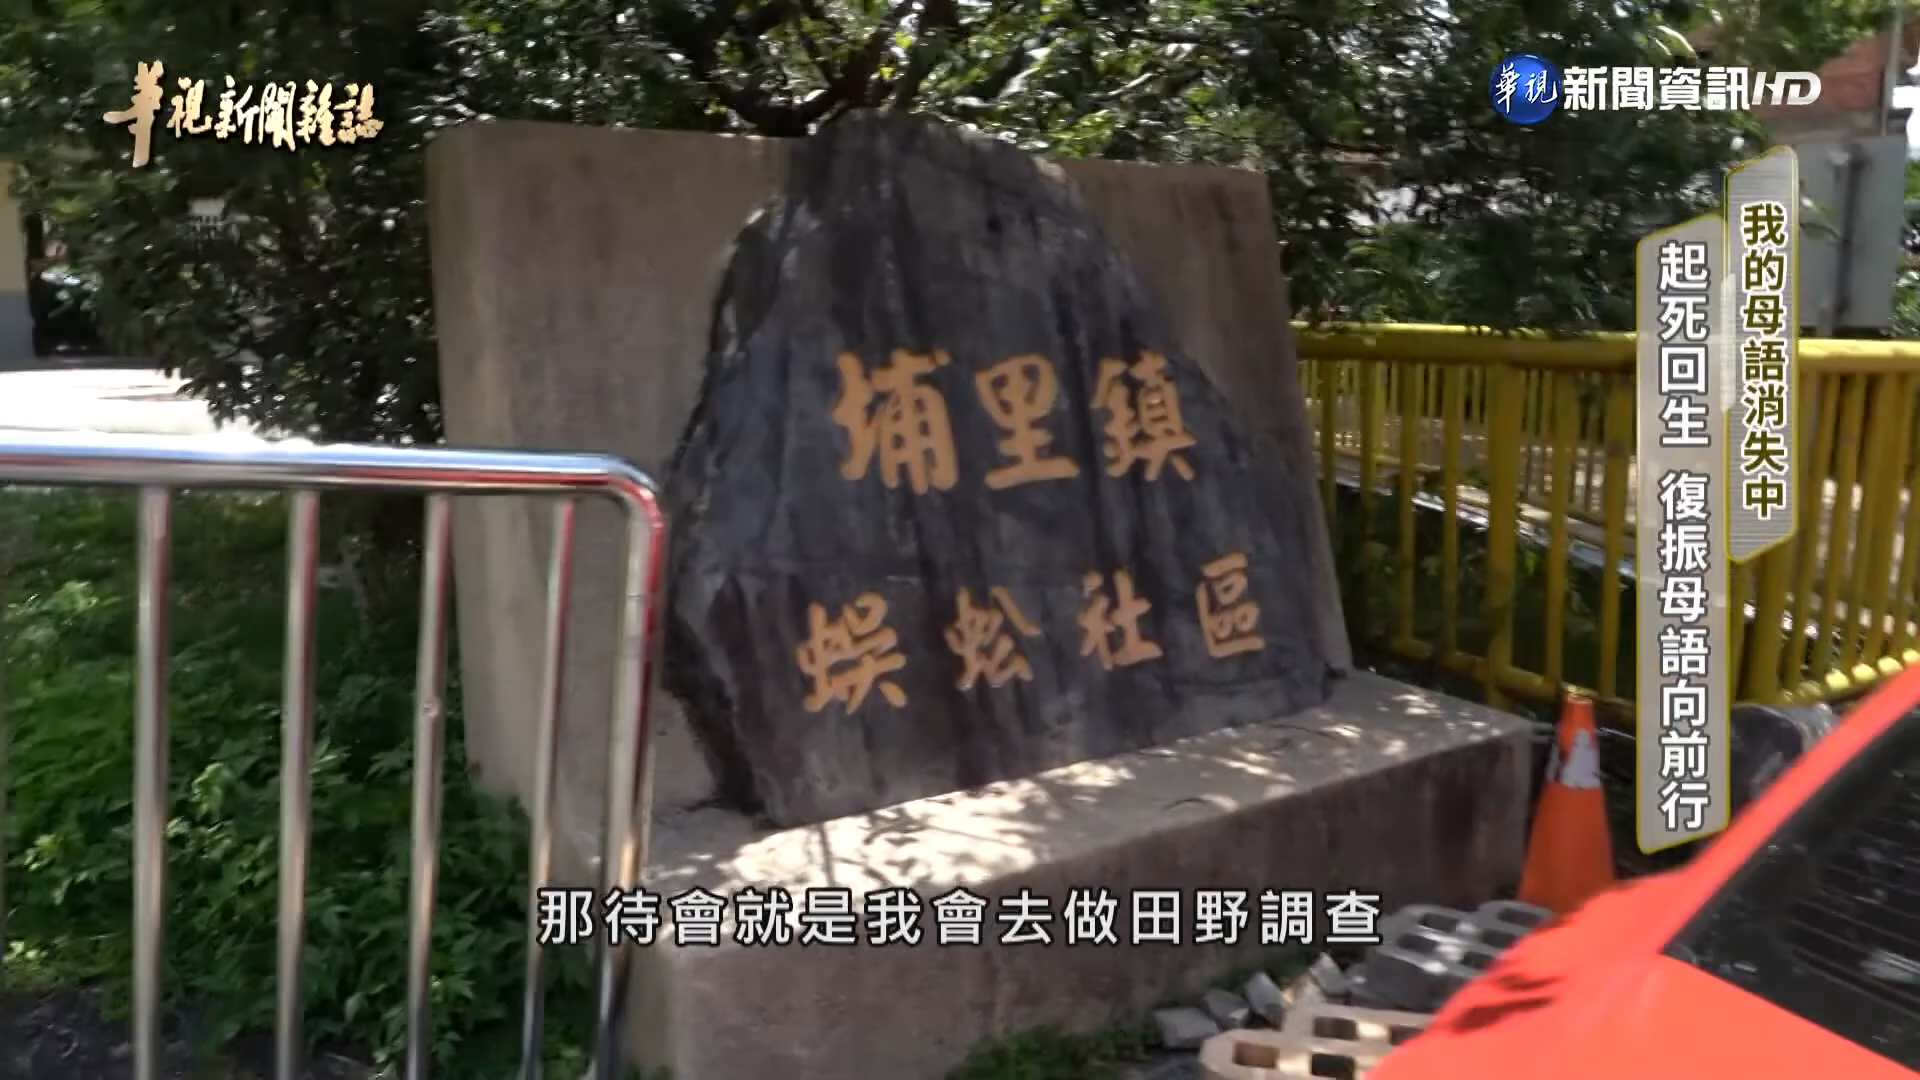 華視新聞雜誌
華視 新聞資訊HD
我的母語消失中
起死回生 復振母語向前行
埔里鎮
蜈蚣社區
那待會就是我會去做田野調查